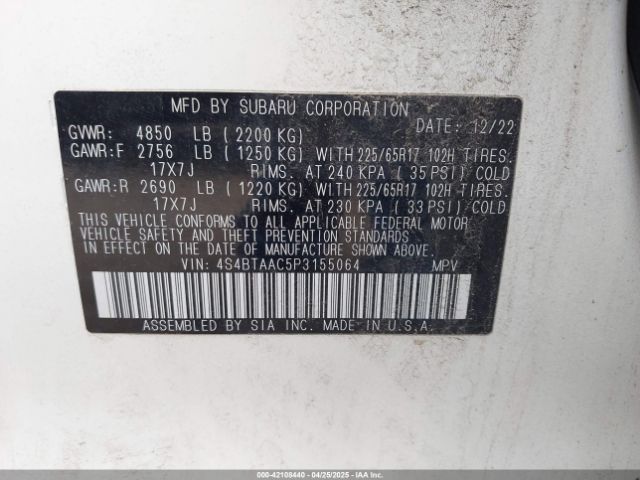 MFD BY SUBARU CORPORATION
DATE: 12/22
GVWR: 4850 LB (2200 KG)
GAWR:F 2756 LB (1250 KG) WITH 225/65R17 102H TIRES.
17X7J RIMS. AT 240 KPA (35 PSI) COLD
GAWR:R 2690 LB (1220 KG) WITH 225/65R17 102H TIRES.
17X7J RIMS. AT 230 KPA (33 PSI) COLD
THIS VEHICLE CONFORMS TO ALL APPLICABLE FEDERAL MOTOR
VEHICLE SAFETY AND THEFT PREVENTION STANDARDS
IN EFFECT ON THE DATE OF MANUFACTURE SHOWN ABOVE.
VIN: 4S4BTAAC5P3155064 MPV
ASSEMBLED BY SIA INC. MADE IN U.S.A.
000-42108440 - 04/25/2025 - IAAI.com